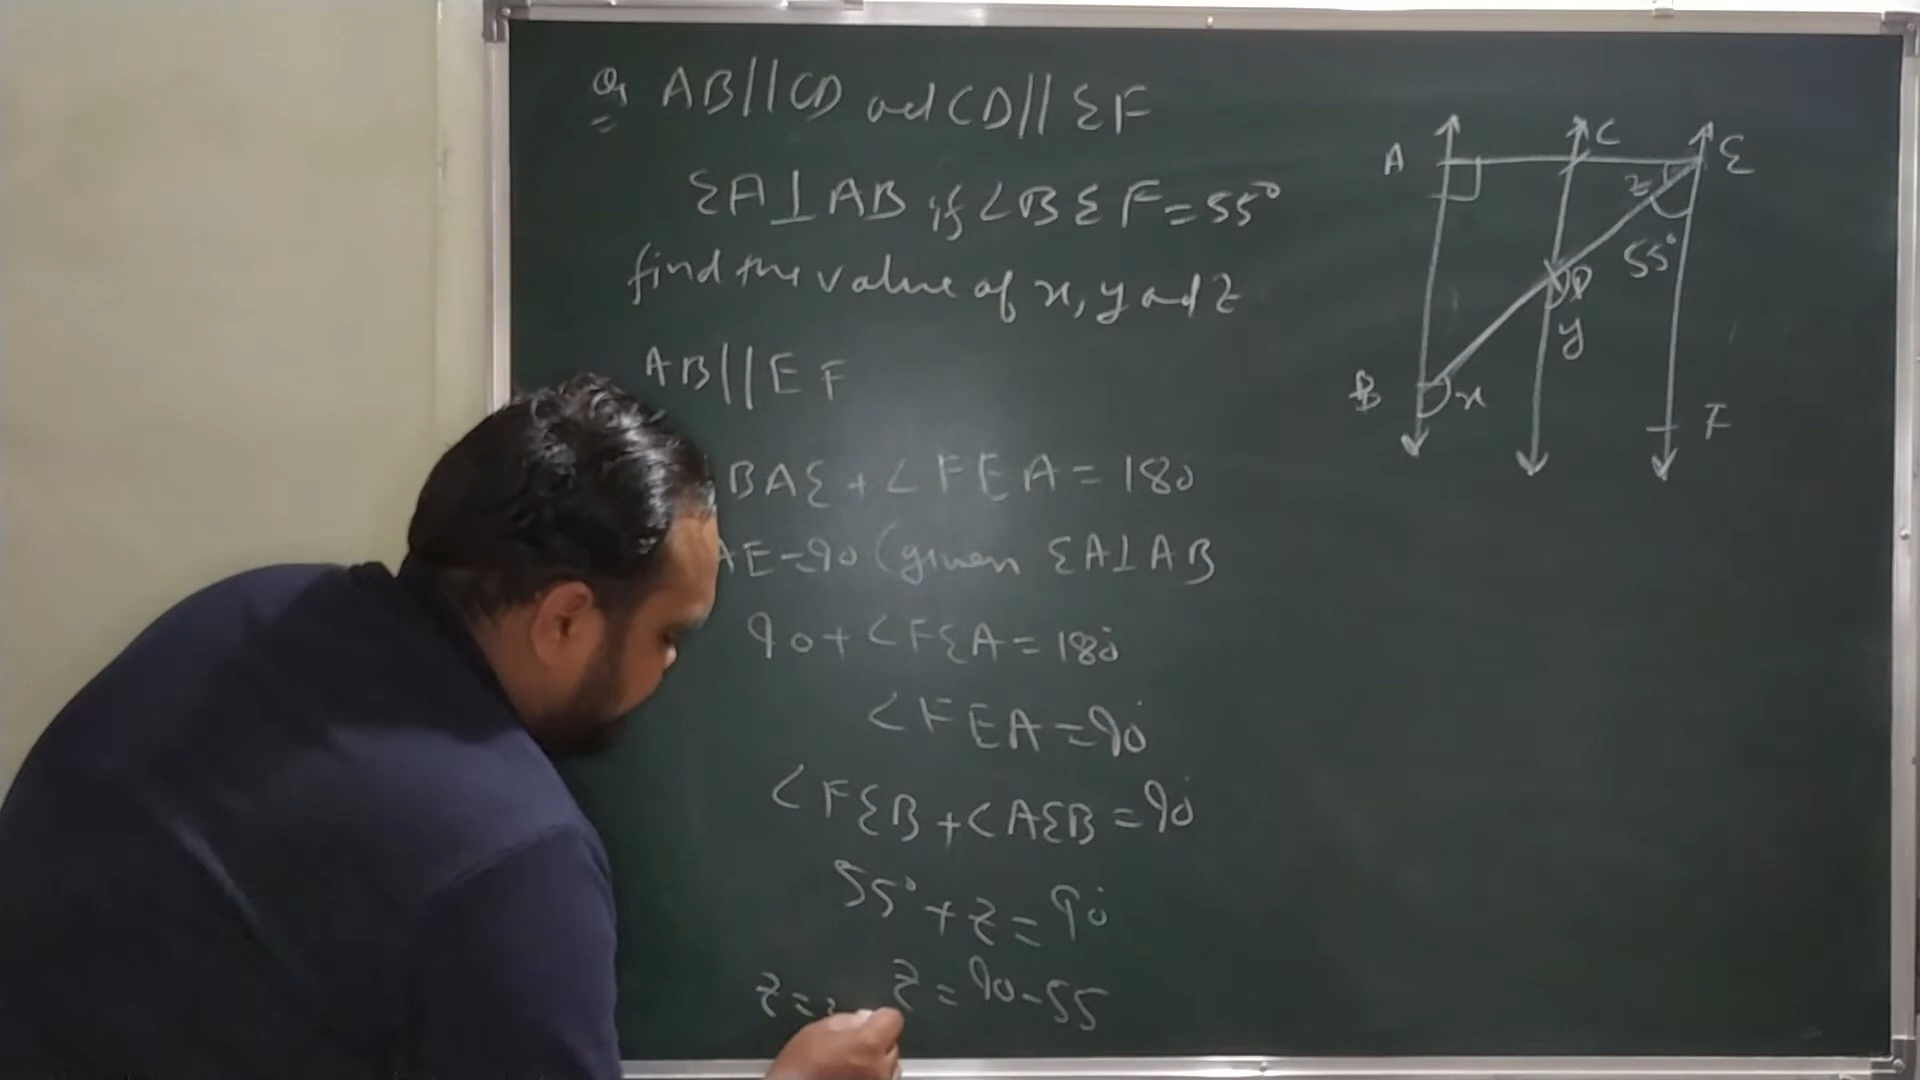 Q AB||CD and CD||EF
EA⊥AB if ∠BEF=55°
find the value of x, y and z
AB||EF
BAE+∠FEA=180
AE=90 (given EA⊥AB
90+∠FEA=180°
∠FEA=90°
∠FEB+∠AEB=90°
55°+z=90°
z=90-55
z=
A
C
E
z
55°
D
y
B
x
F